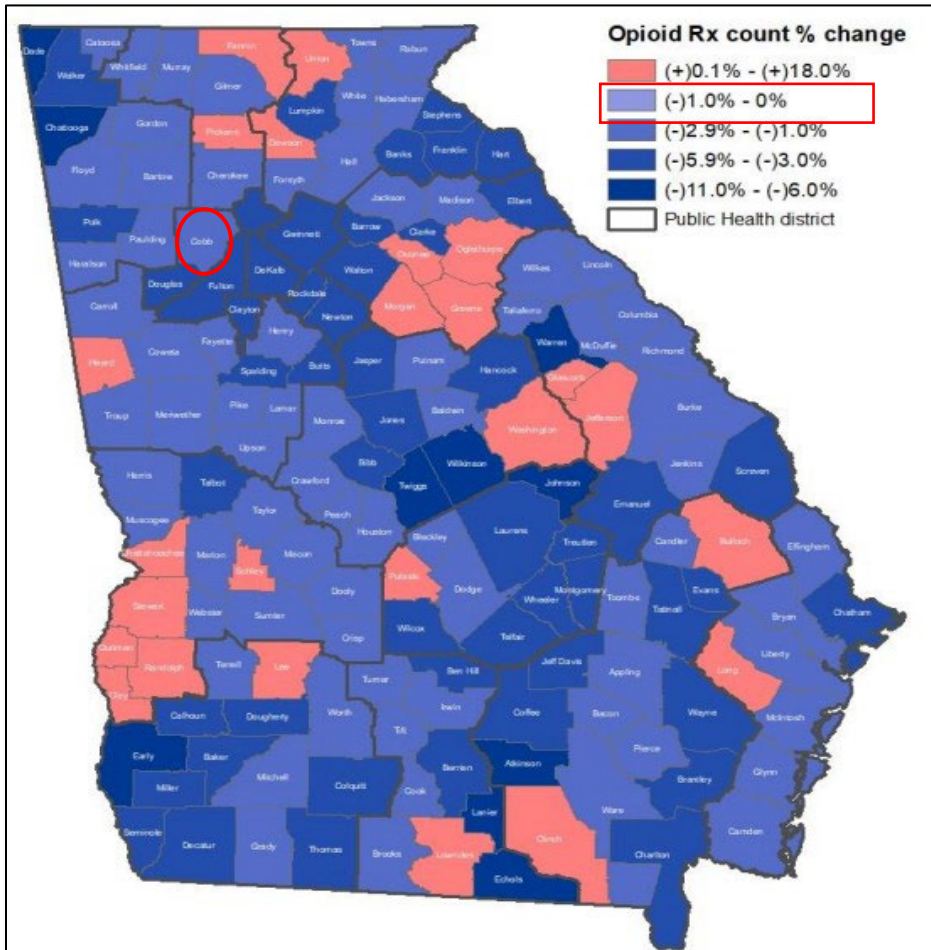 Opioid Rx count % change
(+)0.1% - (+)18.0%
(-)1.0% - 0%
(-)2.9% - (-)1.0%
(-)5.9% - (-)3.0%
(-)11.0% - (-)6.0%
Public Health district
Dade
Catoosa
Fannin
Towns
Rabun
Union
Walker
Whitfield
Murray
Gilmer
White
Habersham
Lumpkin
Stephens
Chattooga
Gordon
Pickens
Dawson
Banks
Franklin
Hart
Floyd
Bartow
Cherokee
Forsyth
Hall
Jackson
Madison
Elbert
Polk
Paulding
Cobb
Gwinnett
Barrow
Clarke
Oglethorpe
Haralson
Oconee
Wilkes
Lincoln
Douglas
Fulton
DeKalb
Walton
Rockdale
Newton
Morgan
Greene
Taliaferro
Columbia
Carroll
Clayton
Henry
Fayette
McDuffie
Richmond
Warren
Heard
Coweta
Spalding
Butts
Jasper
Putnam
Hancock
Glascock
Jefferson
Burke
Troup
Meriwether
Pike
Lamar
Monroe
Jones
Baldwin
Washington
Upson
Bibb
Wilkinson
Jenkins
Screven
Harris
Talbot
Crawford
Twiggs
Johnson
Emanuel
Muscogee
Taylor
Peach
Houston
Bleckley
Laurens
Treutlen
Candler
Bulloch
Effingham
Marion
Macon
Schley
Pulaski
Dodge
Wheeler
Montgomery
Toombs
Evans
Tattnall
Stewart
Webster
Sumter
Dooly
Crisp
Wilcox
Telfair
Bryan
Chatham
Liberty
Quitman
Randolph
Terrell
Lee
Ben Hill
Jeff Davis
Appling
Long
Clay
Turner
Irwin
Coffee
Bacon
Wayne
McIntosh
Calhoun
Dougherty
Worth
Tift
Early
Baker
Berrien
Atkinson
Pierce
Brantley
Glynn
Miller
Mitchell
Colquitt
Cook
Lanier
Ware
Seminole
Decatur
Grady
Thomas
Brooks
Lowndes
Clinch
Charlton
Camden
Echols